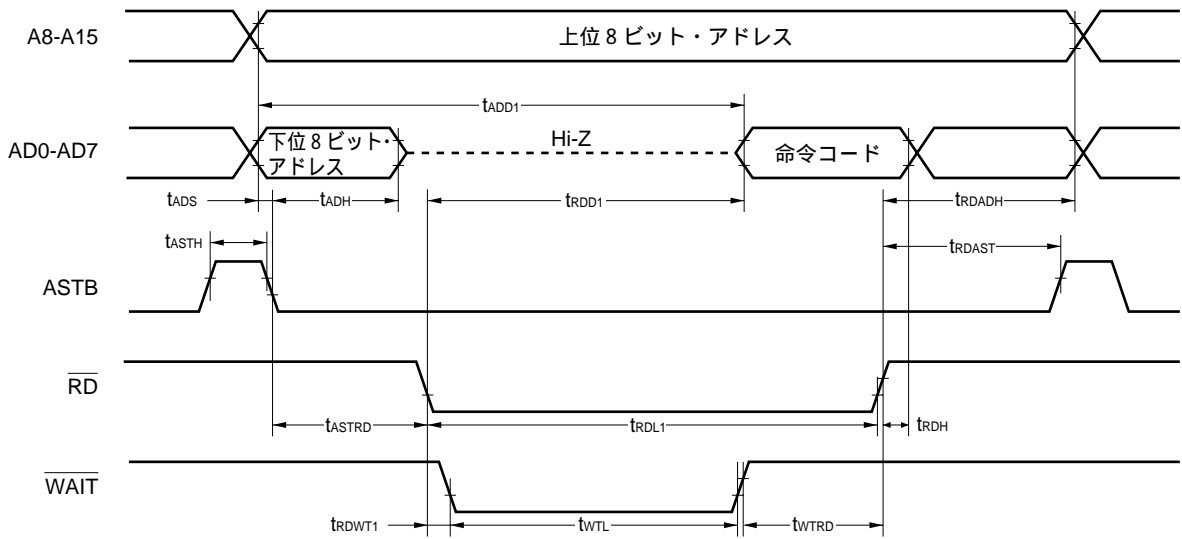 A8-A15
上位8ビット・アドレス
tADD1
AD0-AD7
下位8ビット・
アドレス
Hi-Z
命令コード
tADS
tADH
tRDD1
tRDADH
tASTH
tRDAST
ASTB
RD
tASTRD
tRDL1
tRDH
WAIT
tRDWT1
tWTL
tWTRD